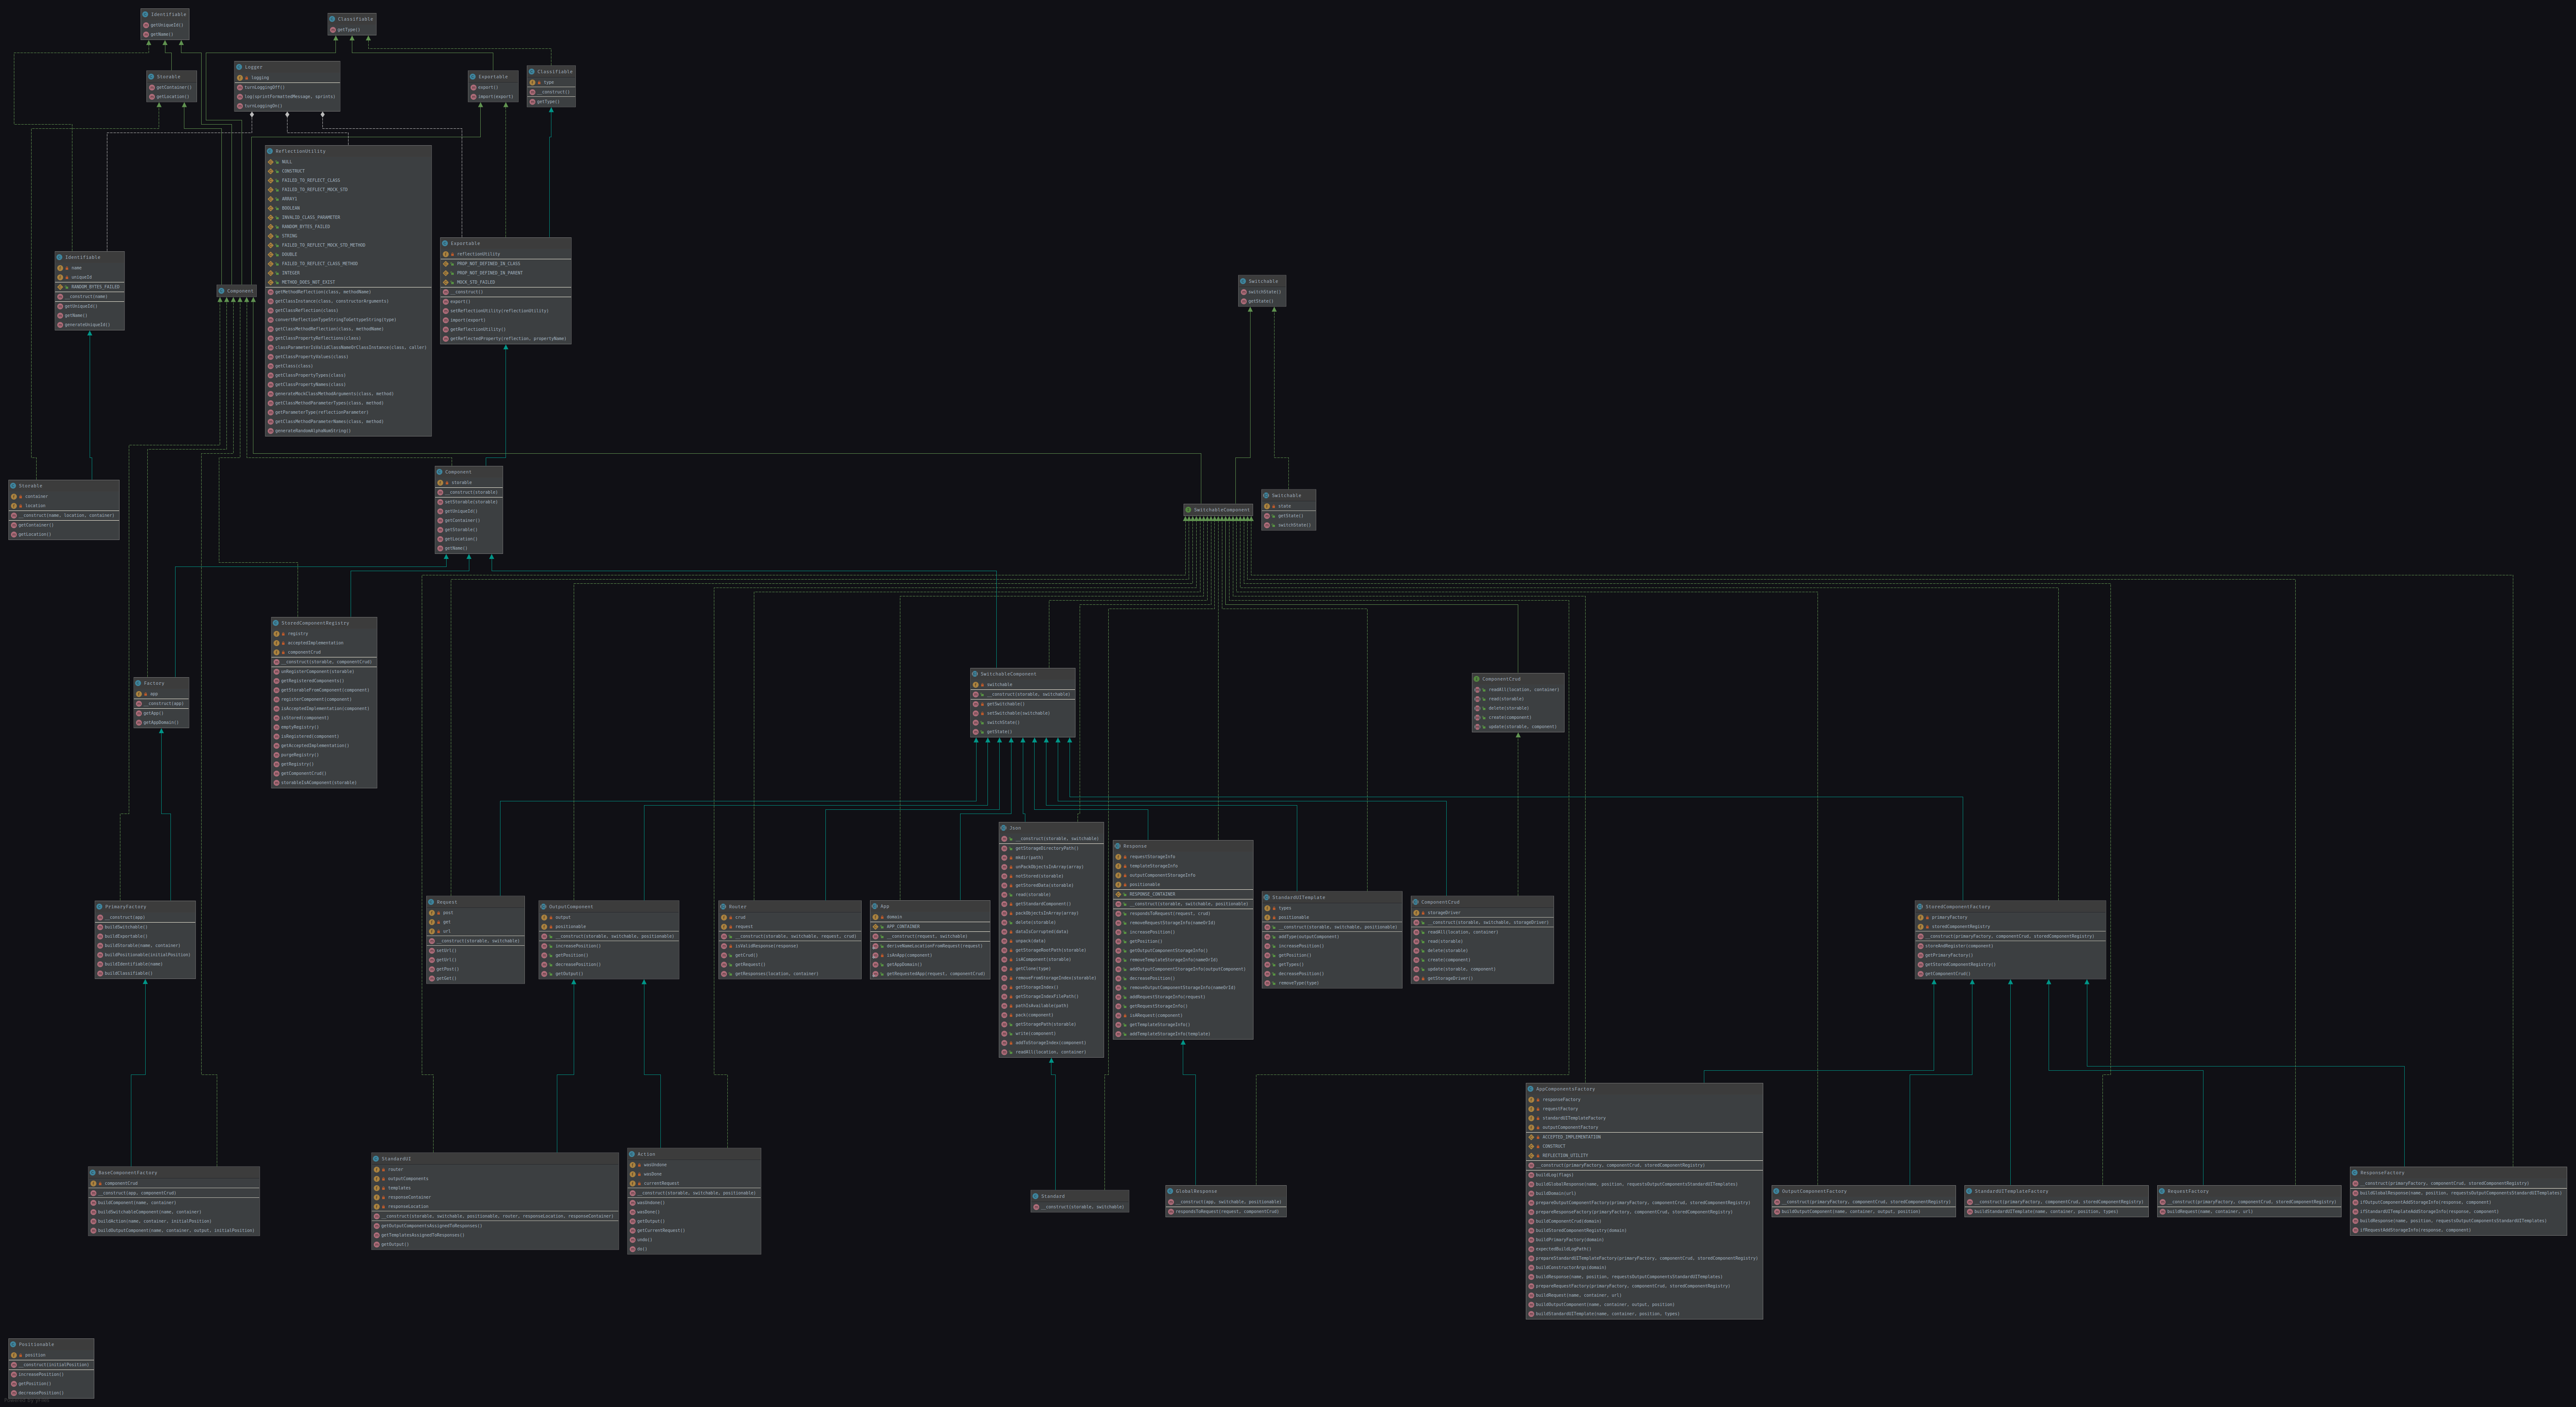 Identifiable
getUniqueId()
getName()
Classifiable
getType()
Storable
getContainer()
getLocation()
Logger
logging
turnLoggingOff()
log(sprintFormattedMessage, sprints)
turnLoggingOn()
Exportable
export()
import(export)
Classifiable
type
__construct()
getType()
ReflectionUtility
NULL
CONSTRUCT
FAILED_TO_REFLECT_CLASS
FAILED_TO_REFLECT_MOCK_STD
ARRAY1
BOOLEAN
INVALID_CLASS_PARAMETER
RANDOM_BYTES_FAILED
STRING
FAILED_TO_REFLECT_MOCK_STD_METHOD
DOUBLE
FAILED_TO_REFLECT_CLASS_METHOD
INTEGER
METHOD_DOES_NOT_EXIST
getMethodReflection(class, methodName)
getClassInstance(class, constructorArguments)
getClassReflection(class)
convertReflectionTypeStringToGettypeString(type)
getClassMethodReflection(class, methodName)
getClassPropertyReflections(class)
classParameterIsValidClassNameOrClassInstance(class, caller)
getClassPropertyValues(class)
getClass(class)
getClassPropertyTypes(class)
getClassPropertyNames(class)
generateMockClassMethodArguments(class, method)
getClassMethodParameterTypes(class, method)
getParameterType(reflectionParameter)
getClassMethodParameterNames(class, method)
generateRandomAlphaNumString()
Exportable
reflectionUtility
PROP_NOT_DEFINED_IN_CLASS
PROP_NOT_DEFINED_IN_PARENT
MOCK_STD_FAILED
__construct()
export()
setReflectionUtility(reflectionUtility)
import(export)
getReflectionUtility()
getReflectedProperty(reflection, propertyName)
Identifiable
name
uniqueId
RANDOM_BYTES_FAILED
__construct(name)
getUniqueId()
getName()
generateUniqueId()
Component
Switchable
switchState()
getState()
Storable
container
location
__construct(name, location, container)
getContainer()
getLocation()
Component
storable
__construct(storable)
setStorable(storable)
getUniqueId()
getContainer()
getStorable()
getLocation()
getName()
SwitchableComponent
Switchable
state
getState()
switchState()
StoredComponentRegistry
registry
acceptedImplementation
componentCrud
__construct(storable, componentCrud)
unRegisterComponent(storable)
getRegisteredComponents()
getStorableFromComponent(component)
registerComponent(component)
isAcceptedImplementation(component)
isStored(component)
emptyRegistry()
isRegistered(component)
getAcceptedImplementation()
purgeRegistry()
getRegistry()
getComponentCrud()
storableIsAComponent(storable)
Factory
app
__construct(app)
getApp()
getAppDomain()
SwitchableComponent
switchable
__construct(storable, switchable)
getSwitchable()
setSwitchable(switchable)
switchState()
getState()
ComponentCrud
readAll(location, container)
read(storable)
delete(storable)
create(component)
update(storable, component)
PrimaryFactory
__construct(app)
buildSwitchable()
buildExportable()
buildStorable(name, container)
buildPositionable(initialPosition)
buildIdentifiable(name)
buildClassifiable()
Request
post
get
url
__construct(storable, switchable)
setUrl()
getUrl()
getPost()
getGet()
OutputComponent
output
positionable
__construct(storable, switchable, positionable)
increasePosition()
getPosition()
decreasePosition()
getOutput()
Router
crud
request
__construct(storable, switchable, request, crud)
isValidResponse(response)
getCrud()
getRequest()
getResponses(location, container)
App
domain
APP_CONTAINER
__construct(request, switchable)
deriveNameLocationFromRequest(request)
isAnApp(component)
getAppDomain()
getRequestedApp(request, componentCrud)
Json
__construct(storable, switchable)
getStorageDirectoryPath()
mkdir(path)
unPackObjectsInArray(array)
notStored(storable)
getStoredData(storable)
read(storable)
getStandardComponent()
packObjectsInArray(array)
delete(storable)
dataIsCorrupted(data)
unpack(data)
getStorageRootPath(storable)
isAComponent(storable)
getClone(type)
removeFromStorageIndex(storable)
getStorageIndex()
getStorageIndexFilePath()
pathIsAvailable(path)
pack(component)
getStoragePath(storable)
write(component)
addToStorageIndex(component)
readAll(location, container)
Response
requestStorageInfo
templateStorageInfo
outputComponentStorageInfo
positionable
RESPONSE_CONTAINER
__construct(storable, switchable, positionable)
respondsToRequest(request, crud)
removeRequestStorageInfo(nameOrId)
increasePosition()
getPosition()
getOutputComponentStorageInfo()
removeTemplateStorageInfo(nameOrId)
addOutputComponentStorageInfo(outputComponent)
decreasePosition()
removeOutputComponentStorageInfo(nameOrId)
addRequestStorageInfo(request)
getRequestStorageInfo()
isARequest(component)
getTemplateStorageInfo()
addTemplateStorageInfo(template)
StandardUITemplate
types
positionable
__construct(storable, switchable, positionable)
addType(outputComponent)
increasePosition()
getPosition()
getTypes()
decreasePosition()
removeType(type)
ComponentCrud
storageDriver
__construct(storable, switchable, storageDriver)
readAll(location, container)
read(storable)
delete(storable)
create(component)
update(storable, component)
getStorageDriver()
StoredComponentFactory
primaryFactory
storedComponentRegistry
__construct(primaryFactory, componentCrud, storedComponentRegistry)
storeAndRegister(component)
getPrimaryFactory()
getStoredComponentRegistry()
getComponentCrud()
BaseComponentFactory
componentCrud
__construct(app, componentCrud)
buildComponent(name, container)
buildSwitchableComponent(name, container)
buildAction(name, container, initialPosition)
buildOutputComponent(name, container, output, initialPosition)
StandardUI
router
outputComponents
templates
responseContainer
responseLocation
__construct(storable, switchable, positionable, router, responseLocation, responseContainer)
getOutputComponentsAssignedToResponses()
getTemplatesAssignedToResponses()
getOutput()
Action
wasUndone
wasDone
currentRequest
__construct(storable, switchable, positionable)
wasUndone()
wasDone()
getOutput()
getCurrentRequest()
undo()
do()
Standard
__construct(storable, switchable)
GlobalResponse
__construct(app, switchable, positionable)
respondsToRequest(request, componentCrud)
AppComponentsFactory
responseFactory
requestFactory
standardUITemplateFactory
outputComponentFactory
ACCEPTED_IMPLEMENTATION
CONSTRUCT
REFLECTION_UTILITY
__construct(primaryFactory, componentCrud, storedComponentRegistry)
buildLog(flags)
buildGlobalResponse(name, position, requestsOutputComponentsStandardUITemplates)
buildDomain(url)
prepareOutputComponentFactory(primaryFactory, componentCrud, storedComponentRegistry)
prepareResponseFactory(primaryFactory, componentCrud, storedComponentRegistry)
buildComponentCrud(domain)
buildStoredComponentRegistry(domain)
buildPrimaryFactory(domain)
expectedBuildLogPath()
prepareStandardUITemplateFactory(primaryFactory, componentCrud, storedComponentRegistry)
buildConstructorArgs(domain)
buildResponse(name, position, requestsOutputComponentsStandardUITemplates)
prepareRequestFactory(primaryFactory, componentCrud, storedComponentRegistry)
buildRequest(name, container, url)
buildOutputComponent(name, container, output, position)
buildStandardUITemplate(name, container, position, types)
OutputComponentFactory
__construct(primaryFactory, componentCrud, storedComponentRegistry)
buildOutputComponent(name, container, output, position)
StandardUITemplateFactory
__construct(primaryFactory, componentCrud, storedComponentRegistry)
buildStandardUITemplate(name, container, position, types)
RequestFactory
__construct(primaryFactory, componentCrud, storedComponentRegistry)
buildRequest(name, container, url)
ResponseFactory
__construct(primaryFactory, componentCrud, storedComponentRegistry)
buildGlobalResponse(name, position, requestsOutputComponentsStandardUITemplates)
ifOutputComponentAddStorageInfo(response, component)
ifStandardUITemplateAddStorageInfo(response, component)
buildResponse(name, position, requestsOutputComponentsStandardUITemplates)
ifRequestAddStorageInfo(response, component)
Positionable
position
__construct(initialPosition)
increasePosition()
getPosition()
decreasePosition()